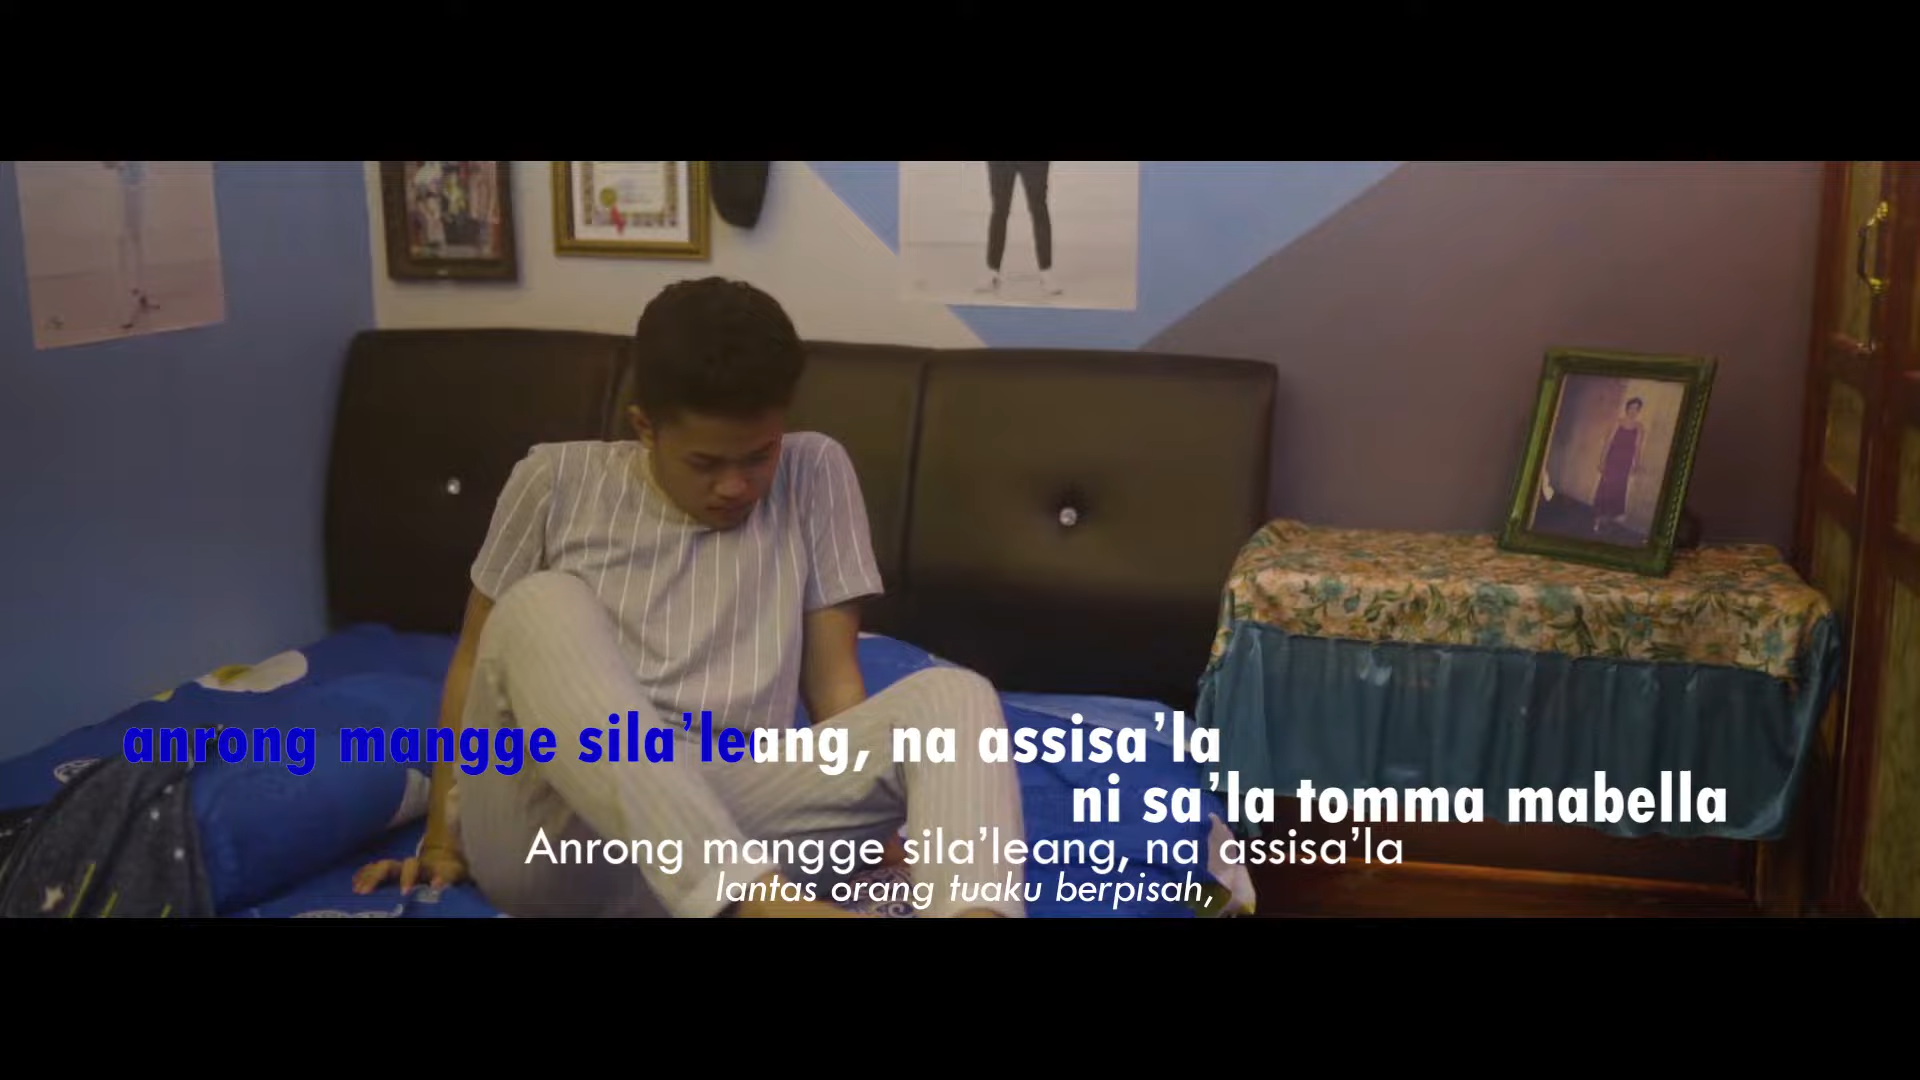 anrong mangge sila’leang, na assisa’la
ni sa’la tomma mabella
Anrong mangge sila’leang, na assisa’la
lantas orang tuaku berpisah,